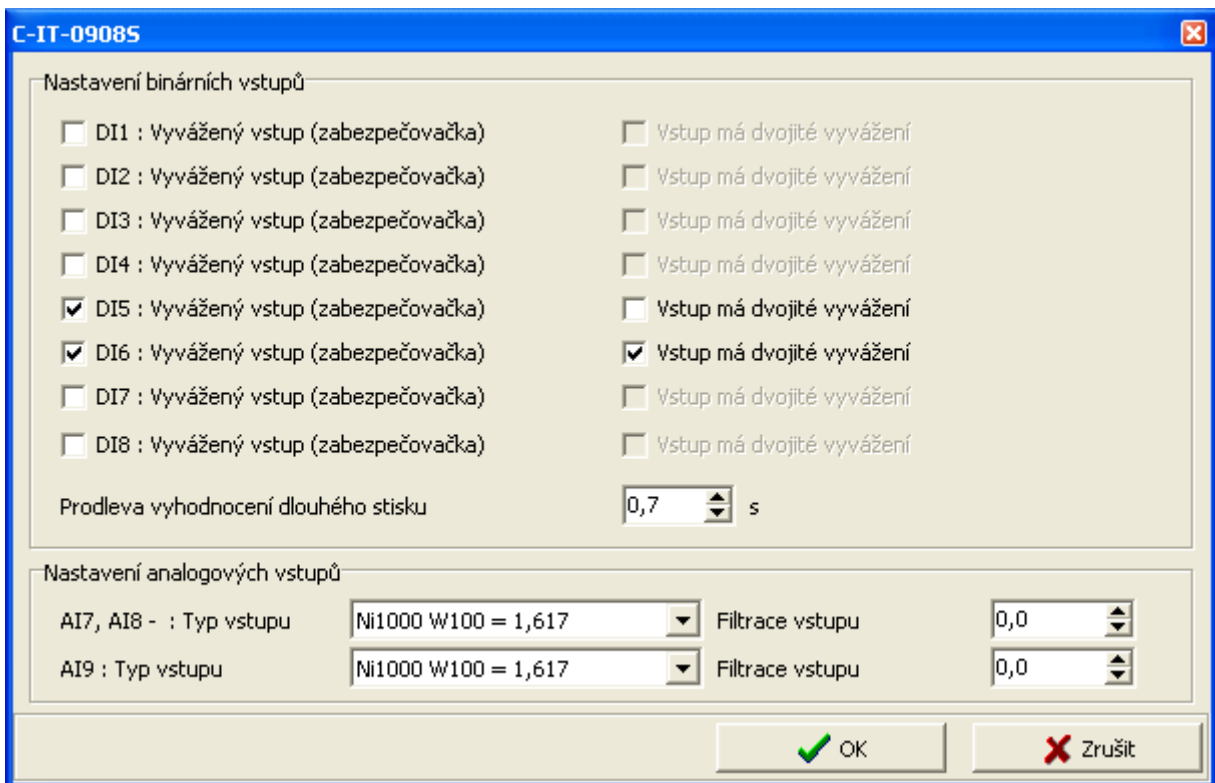 C-IT-0908S
Nastavení binárních vstupů
DI1 : Vyvážený vstup (zabezpečovačka) Vstup má dvojité vyvážení
DI2 : Vyvážený vstup (zabezpečovačka) Vstup má dvojité vyvážení
DI3 : Vyvážený vstup (zabezpečovačka) Vstup má dvojité vyvážení
DI4 : Vyvážený vstup (zabezpečovačka) Vstup má dvojité vyvážení
DI5 : Vyvážený vstup (zabezpečovačka) Vstup má dvojité vyvážení
DI6 : Vyvážený vstup (zabezpečovačka) Vstup má dvojité vyvážení
DI7 : Vyvážený vstup (zabezpečovačka) Vstup má dvojité vyvážení
DI8 : Vyvážený vstup (zabezpečovačka) Vstup má dvojité vyvážení
Prodleva vyhodnocení dlouhého stisku 0,7 s
Nastavení analogových vstupů
AI7, AI8 - : Typ vstupu Ni1000 W100 = 1,617 Filtrace vstupu 0,0
AI9 : Typ vstupu Ni1000 W100 = 1,617 Filtrace vstupu 0,0
OK Zrušit